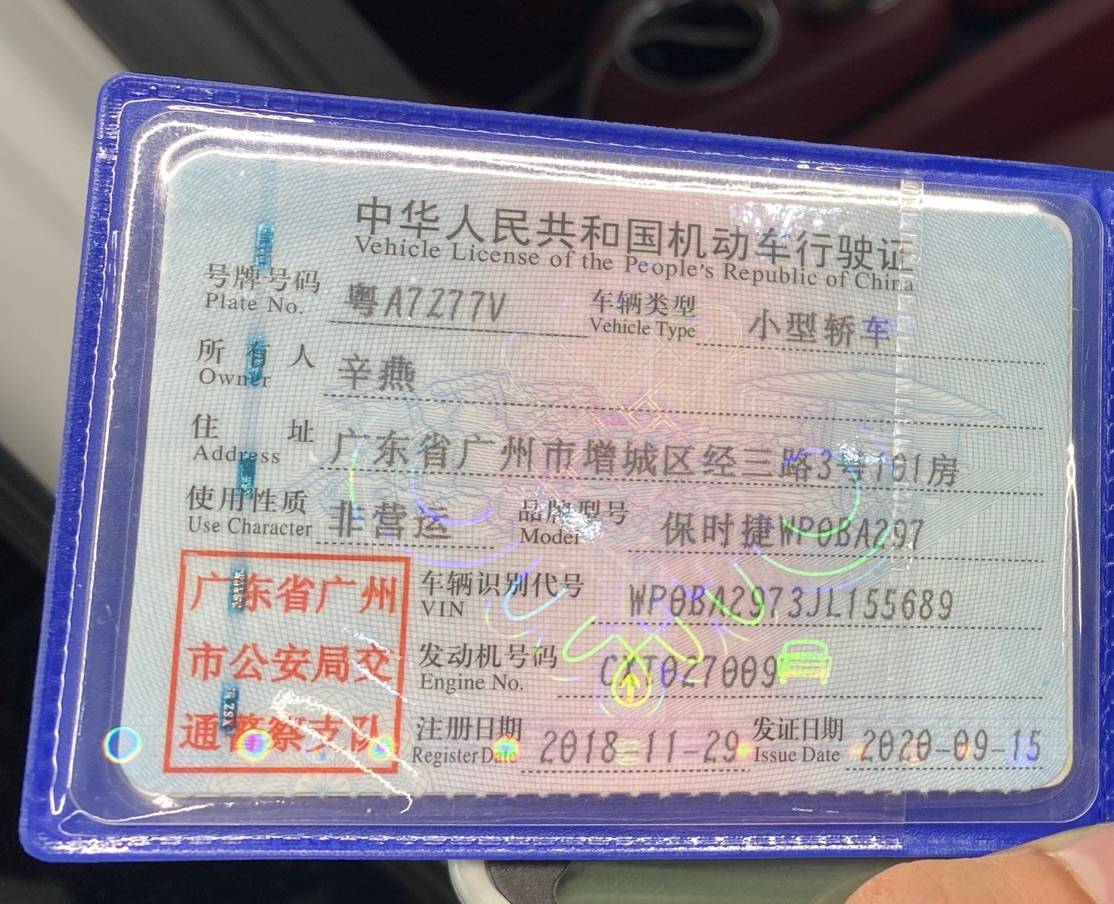 中华人民共和国机动车行驶证
Vehicle License of the People's Republic of China
号牌号码 粤A7Z77V 车辆类型 小型轿车
Plate No. Vehicle Type
所有人 辛燕
Owner
住址 广东省广州市增城区经三路3号101房
Address
使用性质 非营运 品牌型号 保时捷WP0BA297
Use Character Model
广东省广州 车辆识别代号 WP0BA2973JL155689
VIN
市公安局交 发动机号码 CXT027009
Engine No.
通警察支队 注册日期 2018-11-29 发证日期 2020-09-15
Register Date Issue Date